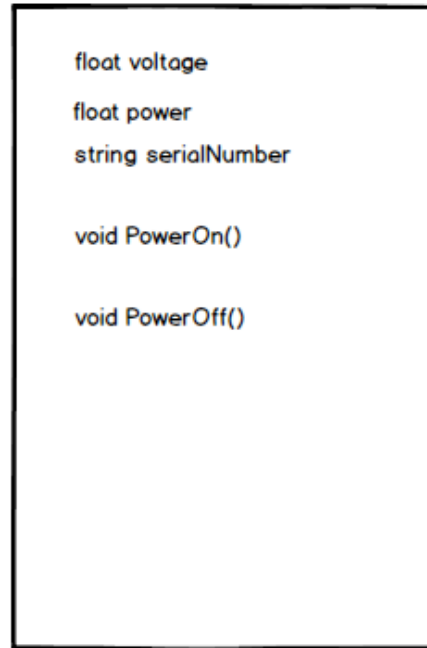 float voltage
float power
string serialNumber
void PowerOn()
void PowerOff()